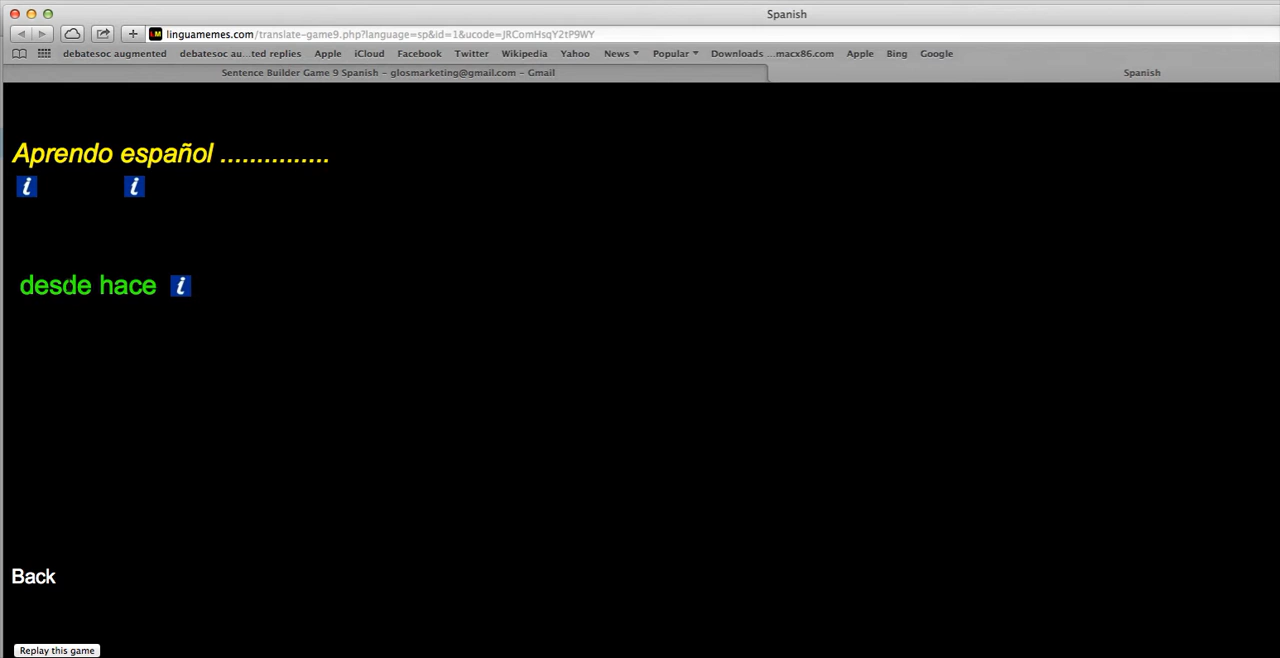 Spanish
linguamemes.com/translate-game9.php?language=sp&id=1&ucode=JRComHsqY2tP9WY
debatesoc augmented debatesoc au...ted replies Apple iCloud Facebook Twitter Wikipedia Yahoo News Popular Downloads ...macx86.com Apple Bing Google
Sentence Builder Game 9 Spanish - glosmarketing@gmail.com - Gmail Spanish
Aprendo español ...............
i i
desde hace i
Back
Replay this game